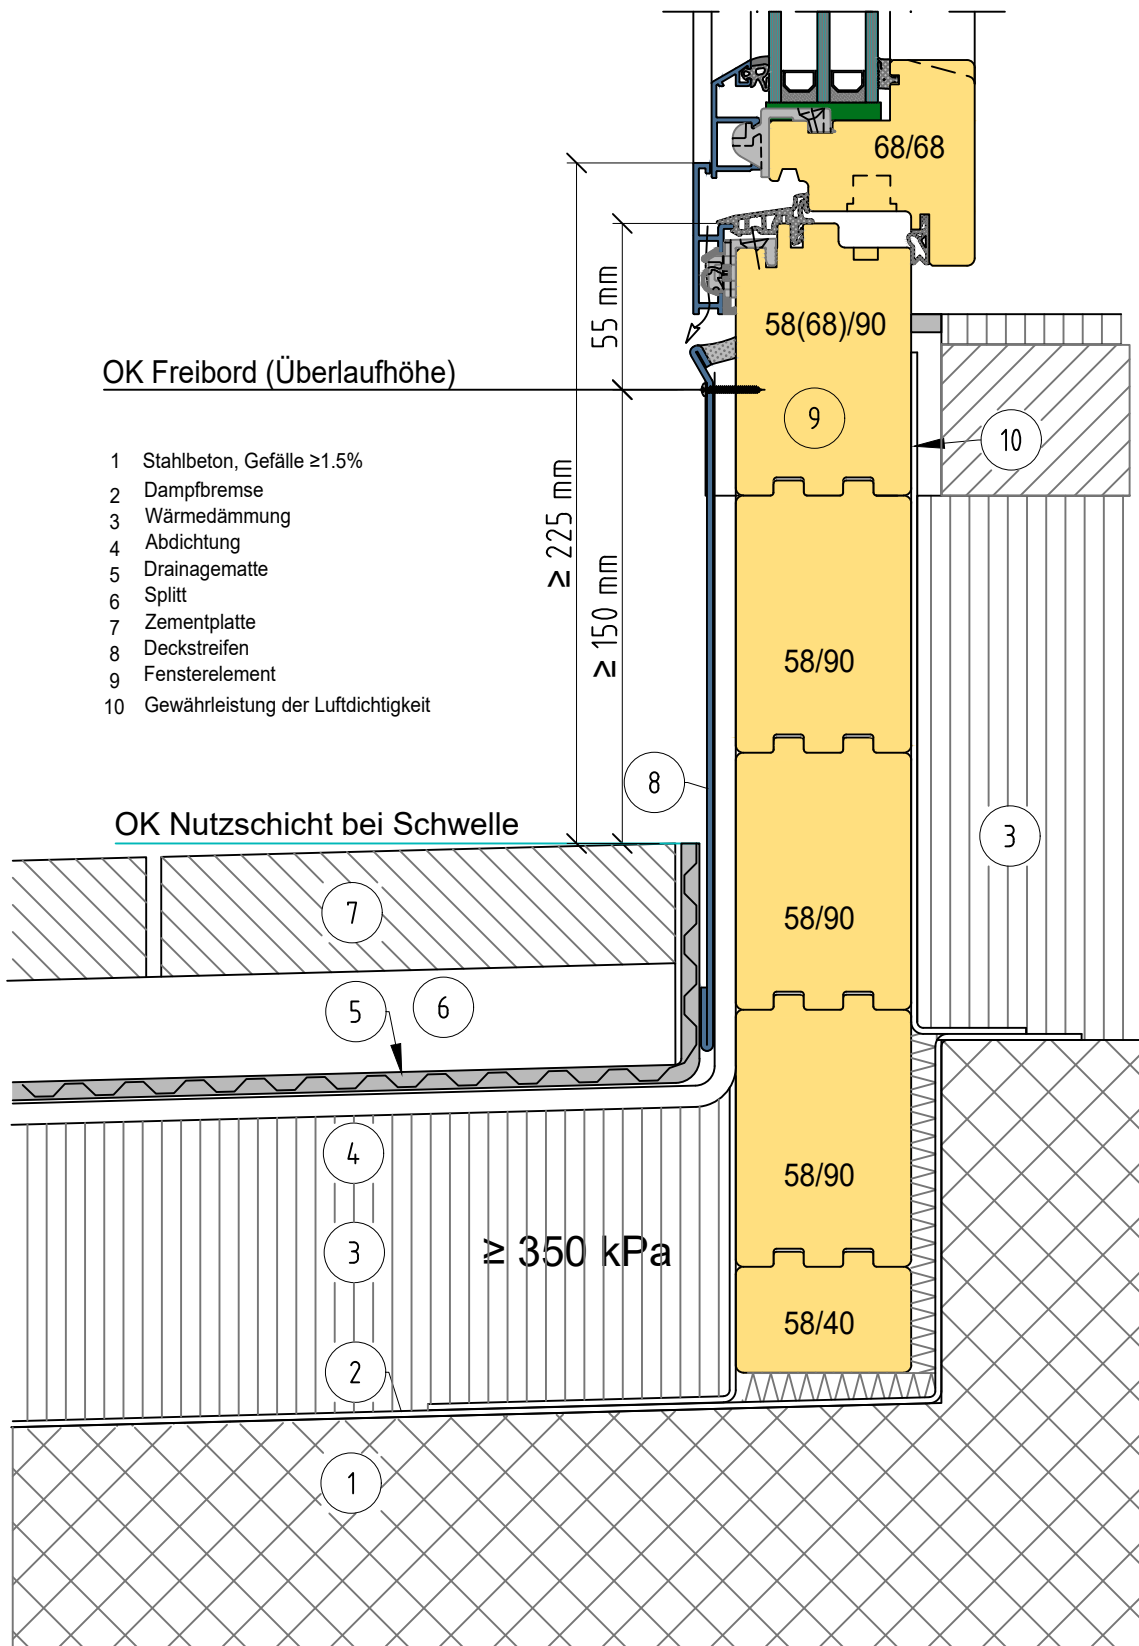 68/68
55 mm
58(68)/90
OK Freibord (Überlaufhöhe)
9
10
1 Stahlbeton, Gefälle ≥1.5%
2 Dampfbremse
3 Wärmedämmung
4 Abdichtung
5 Drainagematte
6 Splitt
7 Zementplatte
8 Deckstreifen
9 Fensterelement
10 Gewährleistung der Luftdichtigkeit
≥ 225 mm
≥ 150 mm
58/90
8
OK Nutzschicht bei Schwelle
3
7
58/90
5
6
4
58/90
3
≥ 350 kPa
58/40
2
1